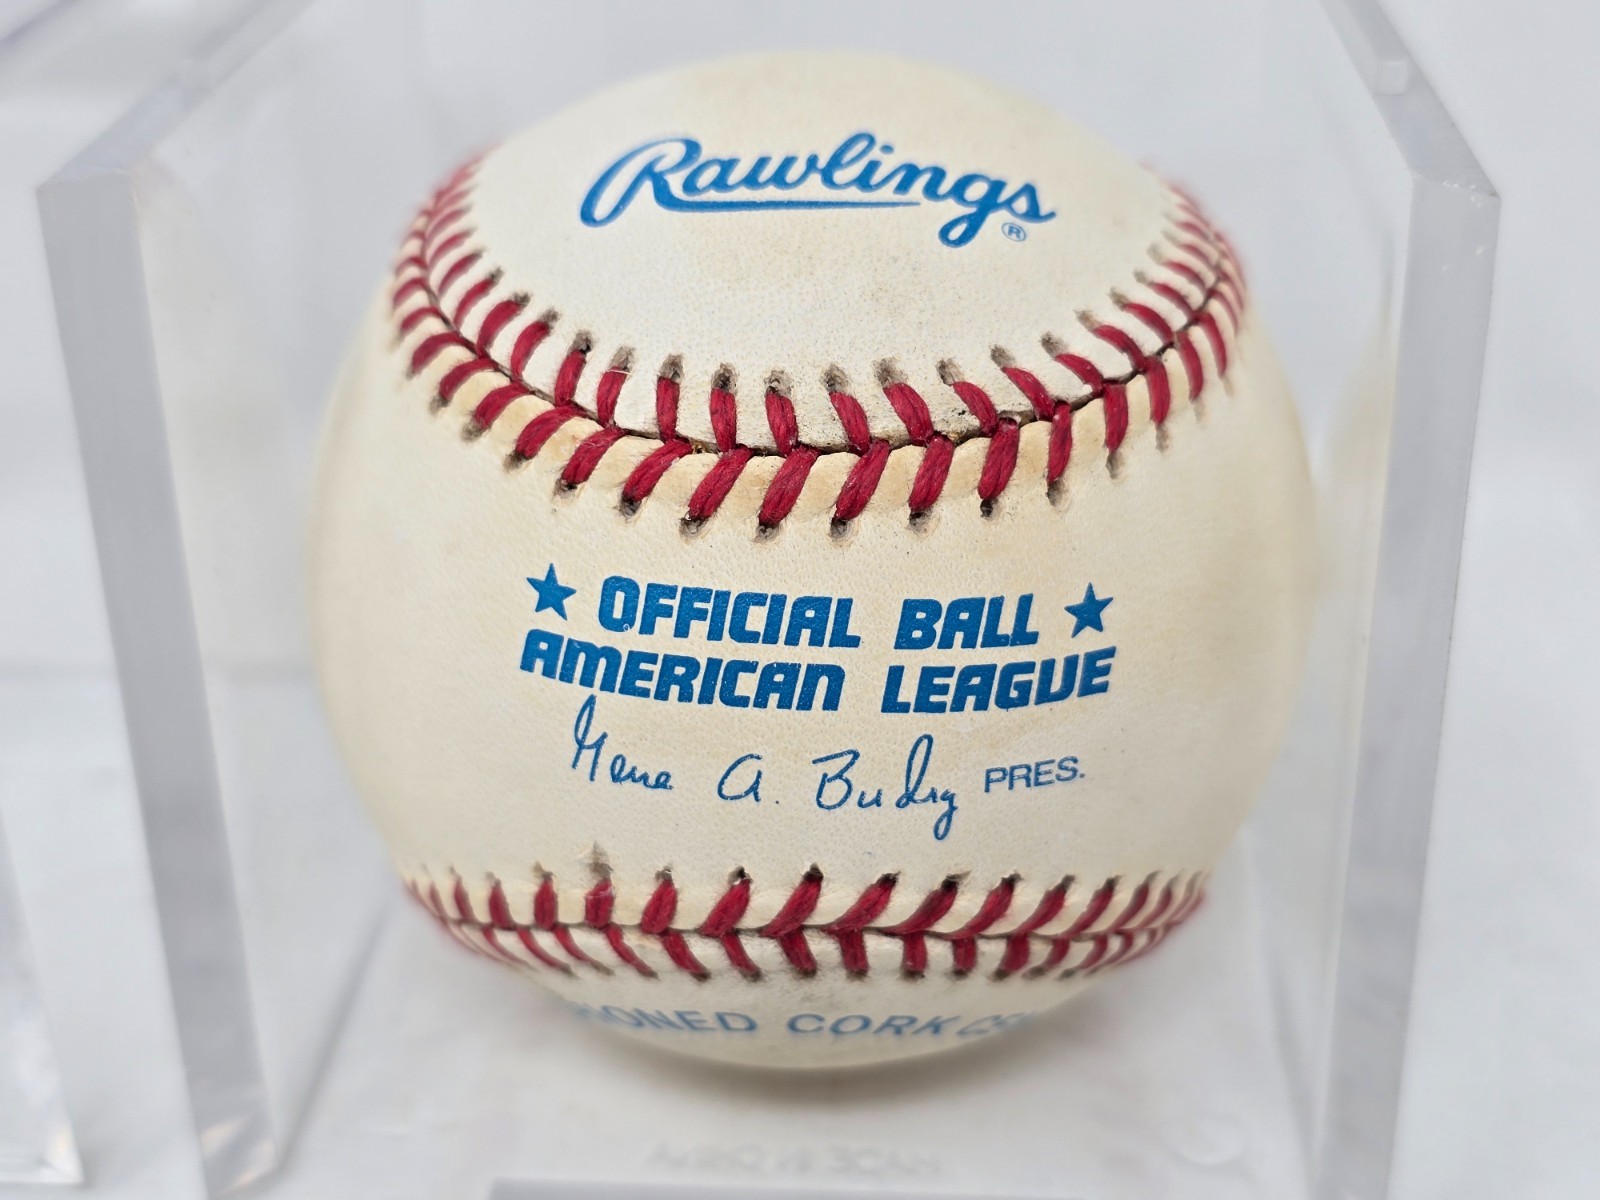 Rawlings®
★ OFFICIAL BALL ★
AMERICAN LEAGUE
Gene A. Budig PRES.
CORK